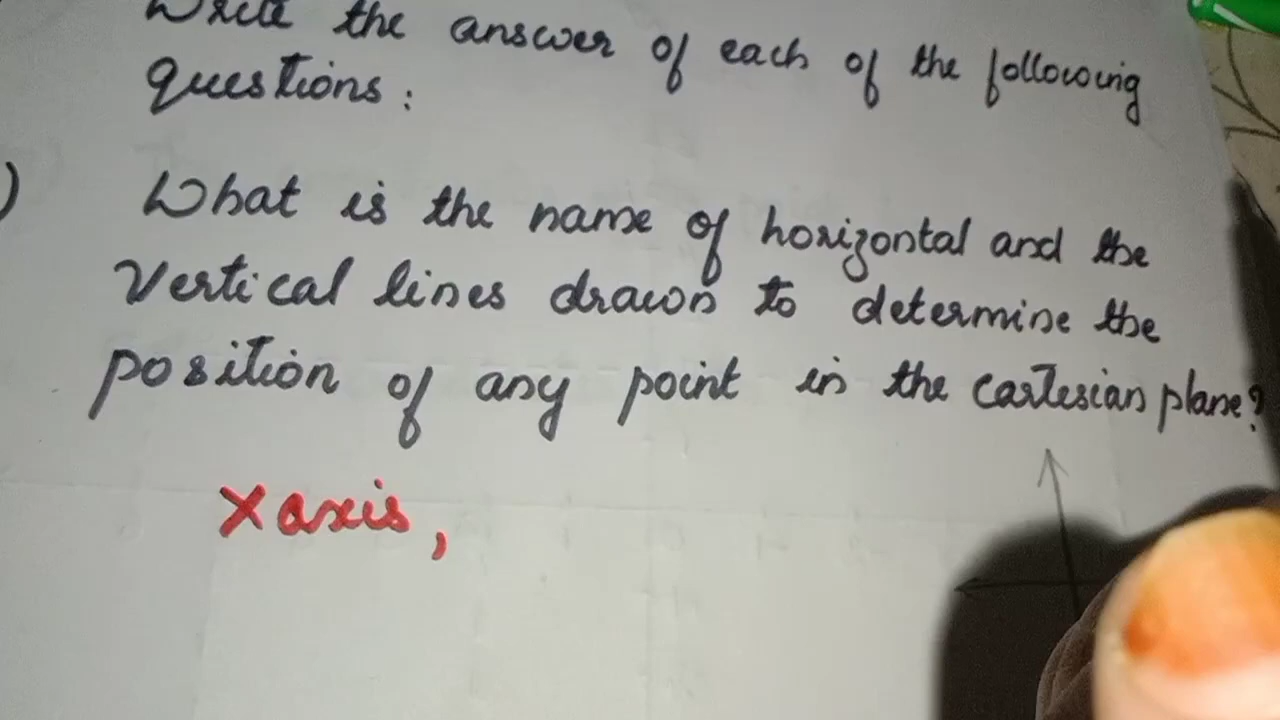 Write the answer of each of the following
questions:
) What is the name of horizontal and the
vertical lines drawn to determine the
position of any point in the cartesian plane?
x axis,